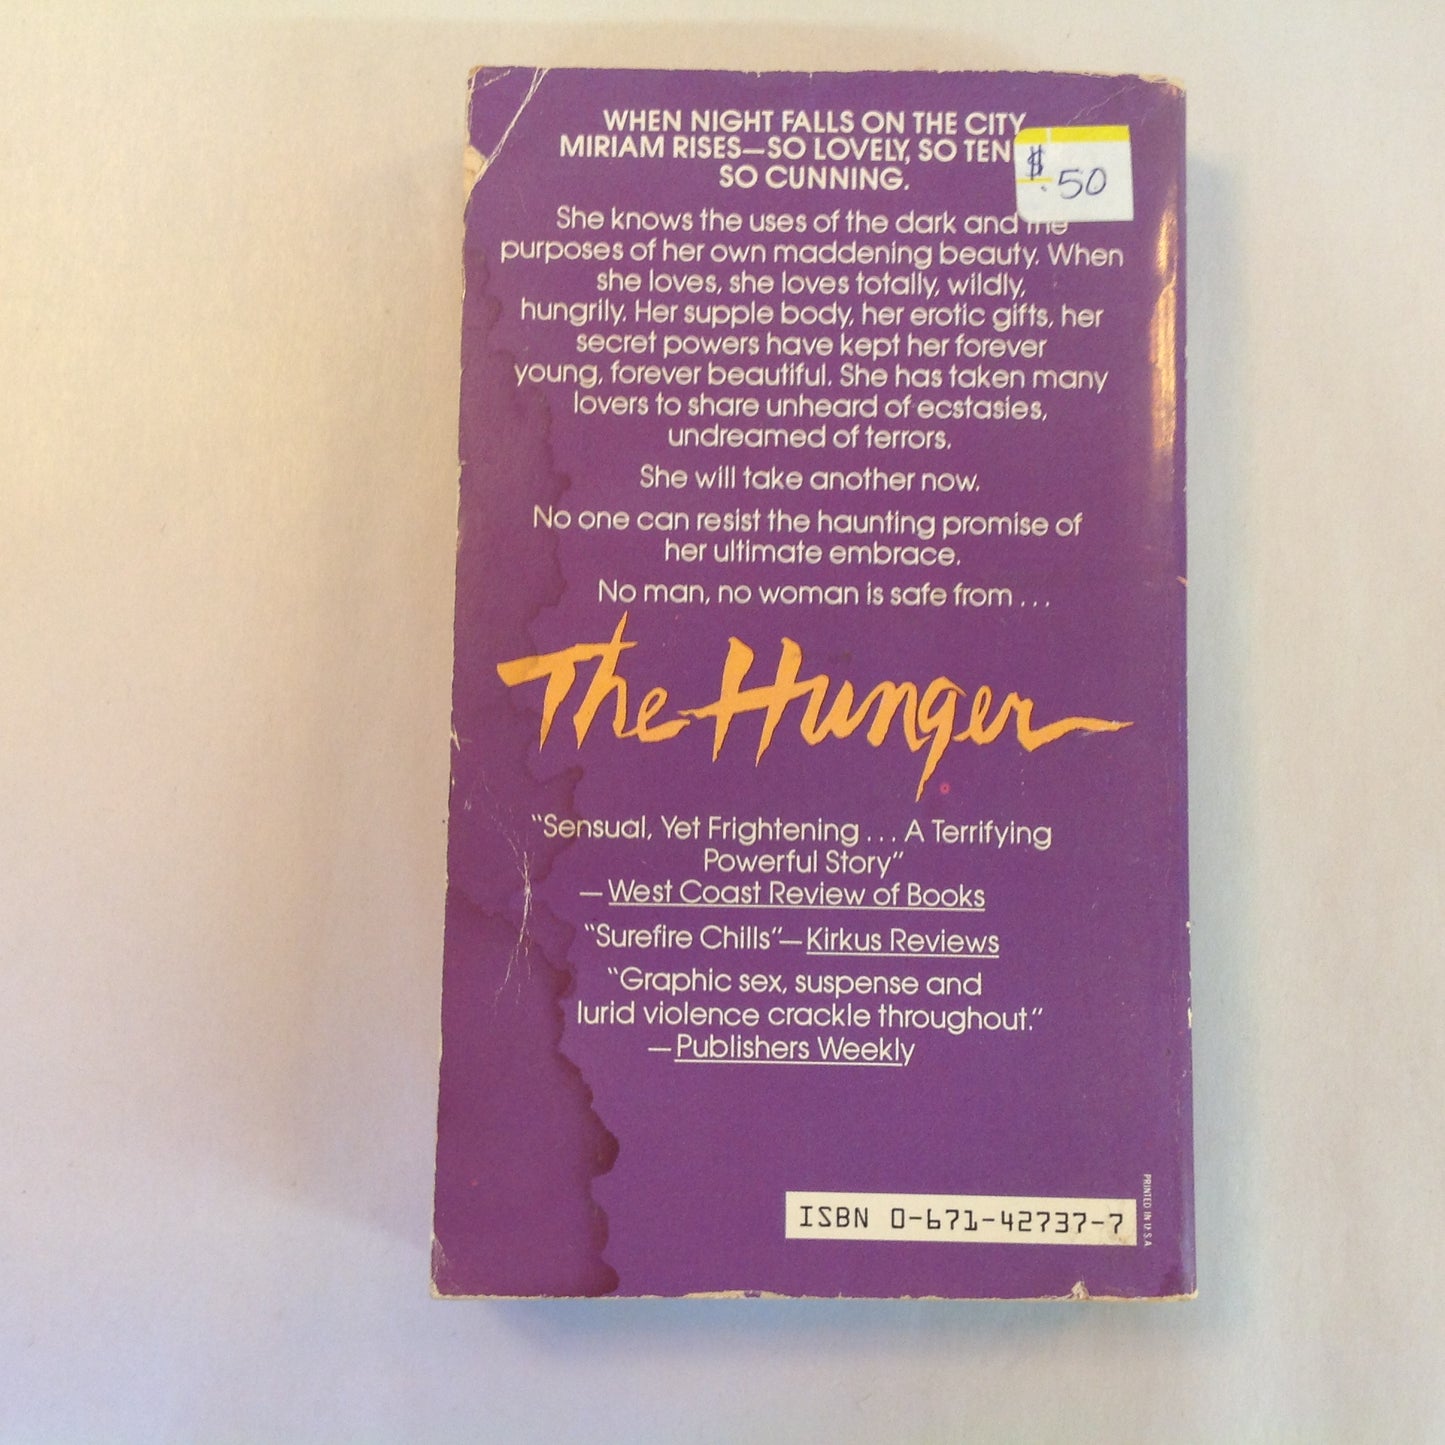 WHEN NIGHT FALLS ON THE CITY
MIRIAM RISES—SO LOVELY, SO TEN
SO CUNNING.
$.50
She knows the uses of the dark and the
purposes of her own maddening beauty. When
she loves, she loves totally, wildly,
hungrily. Her supple body, her erotic gifts, her
secret powers have kept her forever
young, forever beautiful. She has taken many
lovers to share unheard of ecstasies,
undreamed of terrors.
She will take another now.
No one can resist the haunting promise of
her ultimate embrace.
No man, no woman is safe from . . .
The Hunger
"Sensual, Yet Frightening . . . A Terrifying
Powerful Story"
—West Coast Review of Books
"Surefire Chills"—Kirkus Reviews
"Graphic sex, suspense and
lurid violence crackle throughout."
—Publishers Weekly
ISBN 0-671-42737-7
PRINTED IN U.S.A.